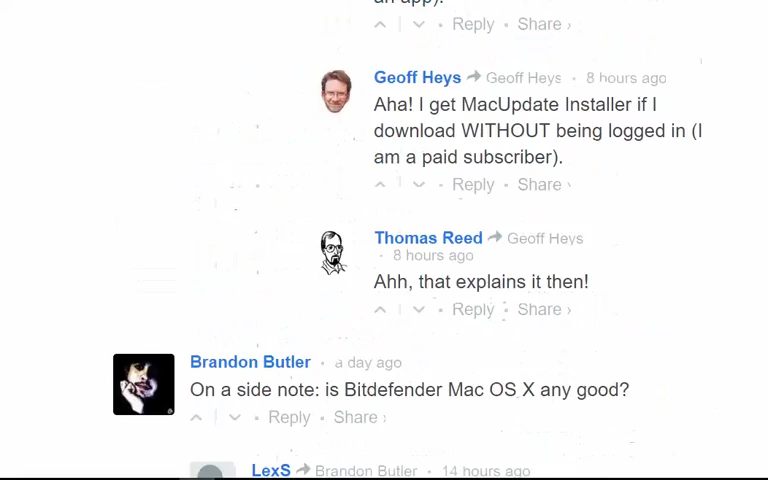 an app).
Reply • Share ›
Geoff Heys Geoff Heys • 8 hours ago
Aha! I get MacUpdate Installer if I
download WITHOUT being logged in (I
am a paid subscriber).
Reply • Share ›
Thomas Reed Geoff Heys
• 8 hours ago
Ahh, that explains it then!
Reply • Share ›
Brandon Butler • a day ago
On a side note: is Bitdefender Mac OS X any good?
Reply • Share ›
LexS Brandon Butler • 14 hours ago